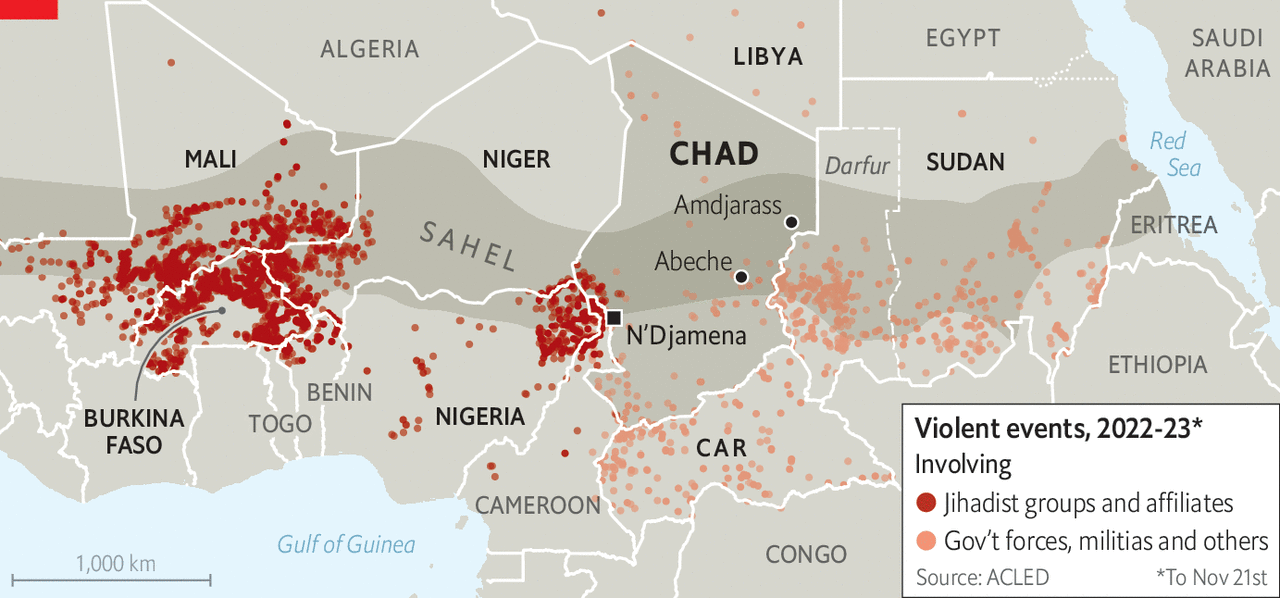 ALGERIA
LIBYA
EGYPT
SAUDI
ARABIA
MALI
NIGER
CHAD
Darfur
SUDAN
Red
Sea
Amdjarass
SAHEL
ERITREA
Abeche
N'Djamena
ETHIOPIA
BENIN
BURKINA
FASO
TOGO
NIGERIA
CAR
CAMEROON
Gulf of Guinea
CONGO
1,000 km
Violent events, 2022-23*
Involving
Jihadist groups and affiliates
Gov't forces, militias and others
Source: ACLED
*To Nov 21st